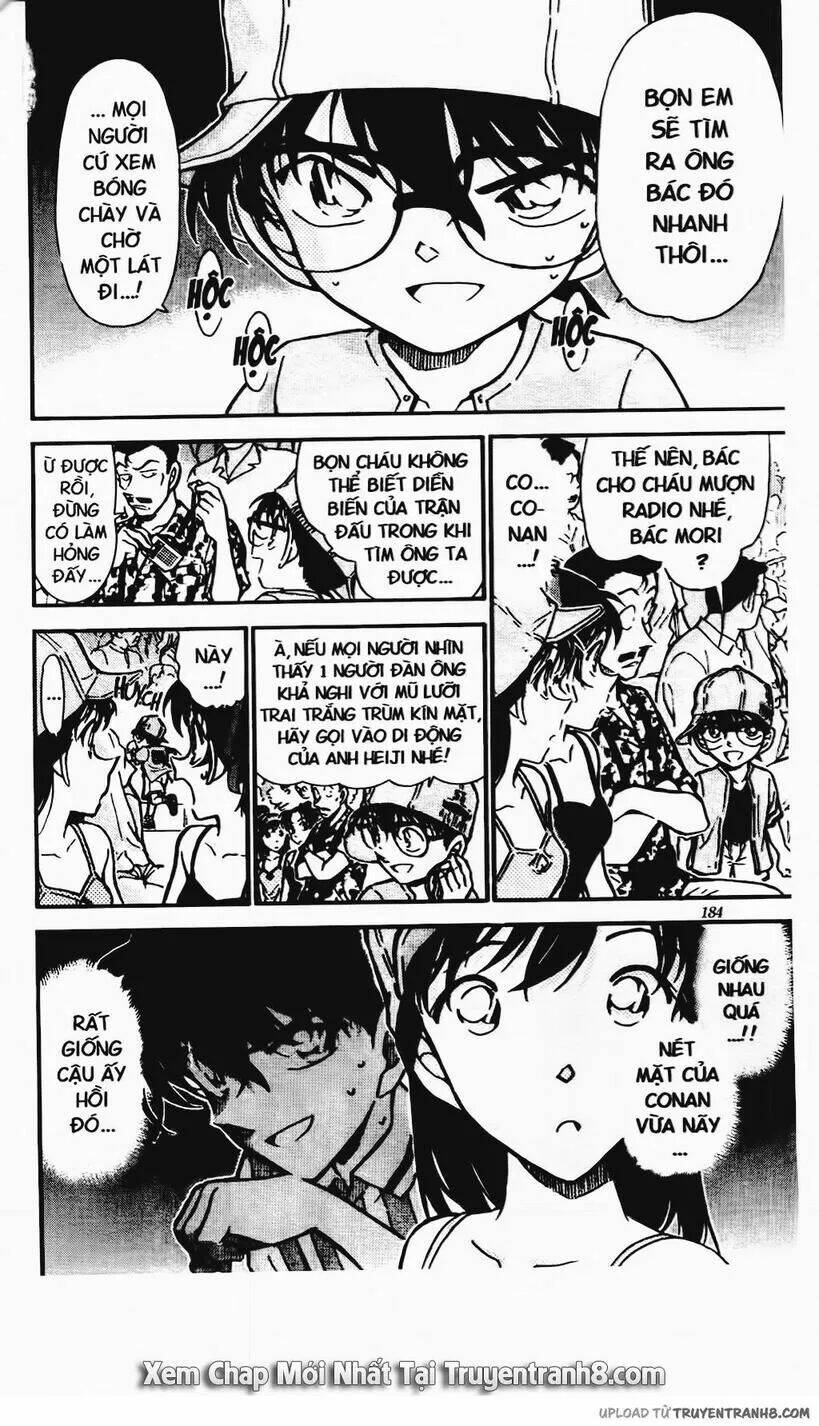 BỌN EM
SẼ TÌM
RA ÔNG
BÁC ĐÓ
NHANH
THÔI...
... MỌI
NGƯỜI
CỨ XEM
BÓNG
CHÀY VÀ
CHỜ
MỘT LÁT
ĐI...!
HỘC
HỘC
HỘC
THẾ NÊN, BÁC
CHO CHÁU MƯỢN
RADIO NHÉ,
BÁC MORI
?
CO...
CO-
NAN
...!
BỌN CHÁU KHÔNG
THỂ BIẾT DIỄN
BIẾN CỦA TRẬN
ĐẤU TRONG KHI
TÌM ÔNG TA
ĐƯỢC...
Ừ ĐƯỢC
RỒI,
ĐỪNG
CÓ LÀM
HỎNG
ĐẤY...
À, NẾU MỌI NGƯỜI NHÌN
THẤY 1 NGƯỜI ĐÀN ÔNG
KHẢ NGHI VỚI MŨ LƯỠI
TRAI TRẮNG TRÙM KÍN MẶT,
HÃY GỌI VÀO DI ĐỘNG
CỦA ANH HEIJI NHÉ!
NÀY
...!
HUỴCH
...
184
GIỐNG
NHAU
QUÁ
...!!
NÉT
MẶT CỦA
CONAN
VỪA NÃY
...
RẤT
GIỐNG
CẬU ẤY
HỒI
ĐÓ...
Xem Chap Mới Nhất Tại Truyentranh8.com
UPLOAD TỪ TRUYENTRANH8.COM